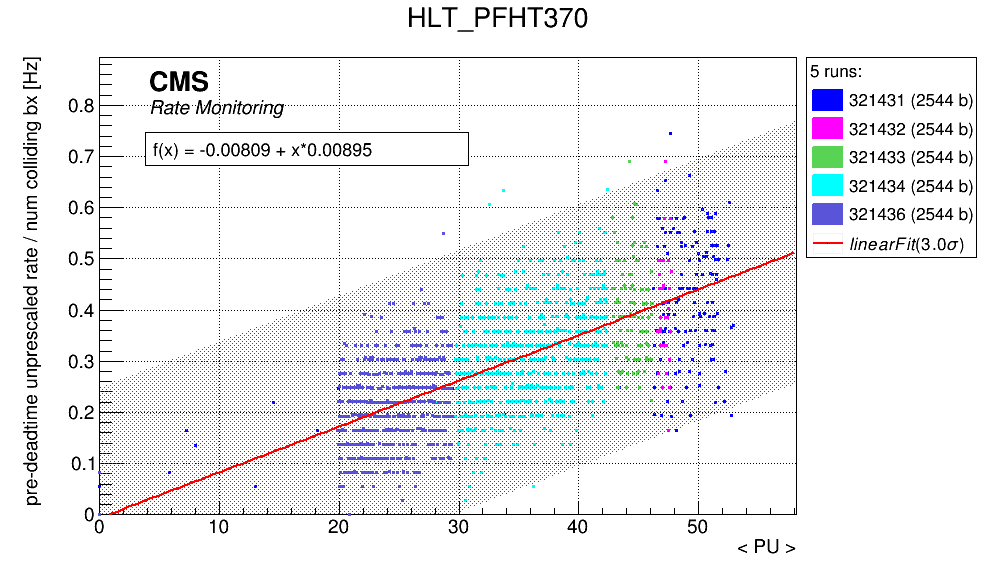 HLT_PFHT370
pre-deadtime unprescaled rate / num colliding bx [Hz]
CMS
Rate Monitoring
f(x) = -0.00809 + x*0.00895
0.8
0.7
0.6
0.5
0.4
0.3
0.2
0.1
0
0 10 20 30 40 50
< PU >
5 runs:
321431 (2544 b)
321432 (2544 b)
321433 (2544 b)
321434 (2544 b)
321436 (2544 b)
linearFit(3.0σ)